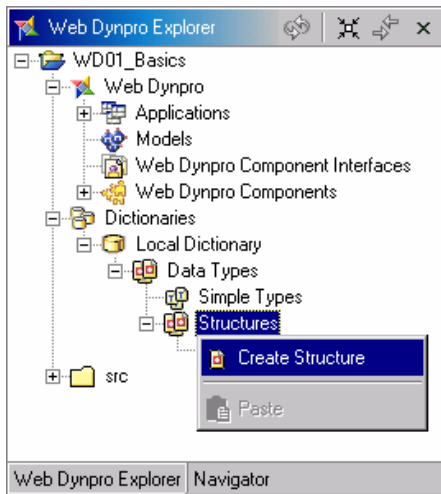 Web Dynpro Explorer
WD01_Basics
Web Dynpro
Applications
Models
Web Dynpro Component Interfaces
Web Dynpro Components
Dictionaries
Local Dictionary
Data Types
Simple Types
Structures
Create Structure
src
Paste
Web Dynpro Explorer Navigator